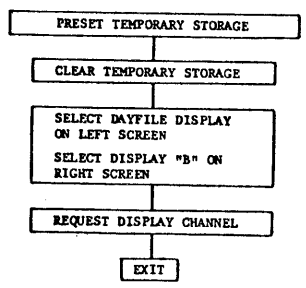 PRESET TEMPORARY STORAGE
CLEAR TEMPORARY STORAGE
SELECT DAYFILE DISPLAY
ON LEFT SCREEN
SELECT DISPLAY "B" ON
RIGHT SCREEN
REQUEST DISPLAY CHANNEL
EXIT